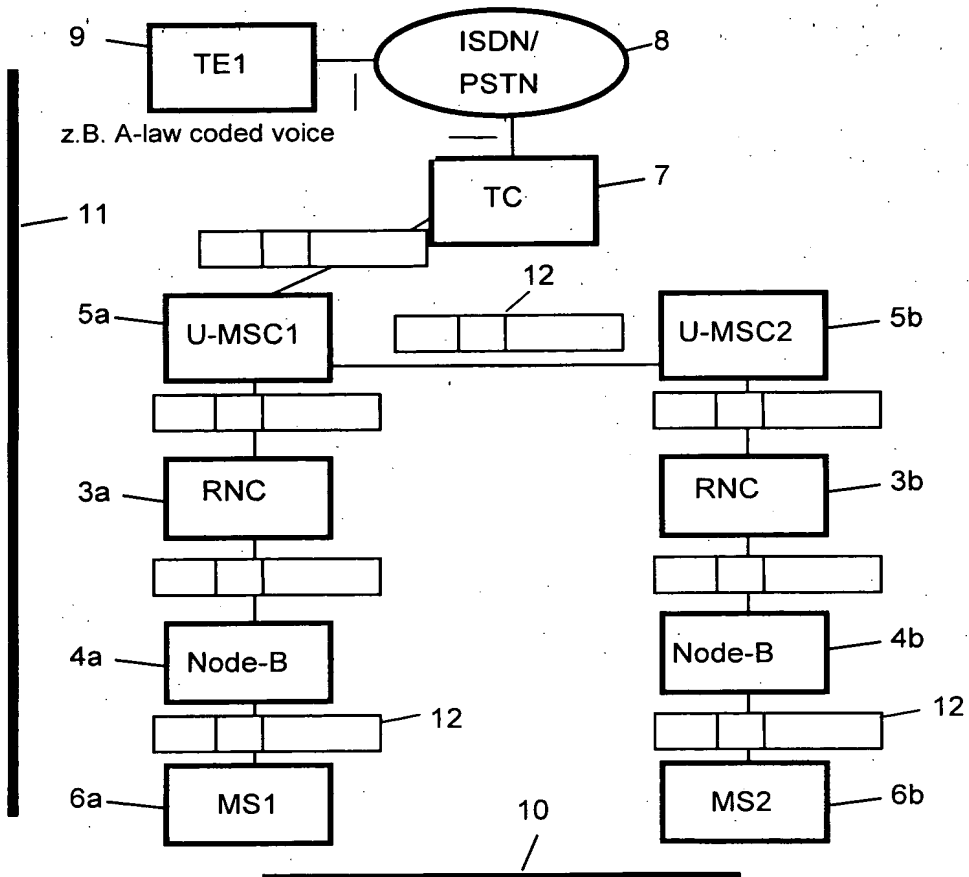 9
TE1
ISDN/
PSTN
8
z.B. A-law coded voice
TC
7
11
12
5a
U-MSC1
U-MSC2
5b
3a
RNC
RNC
3b
4a
Node-B
Node-B
4b
12
12
6a
MS1
MS2
6b
10